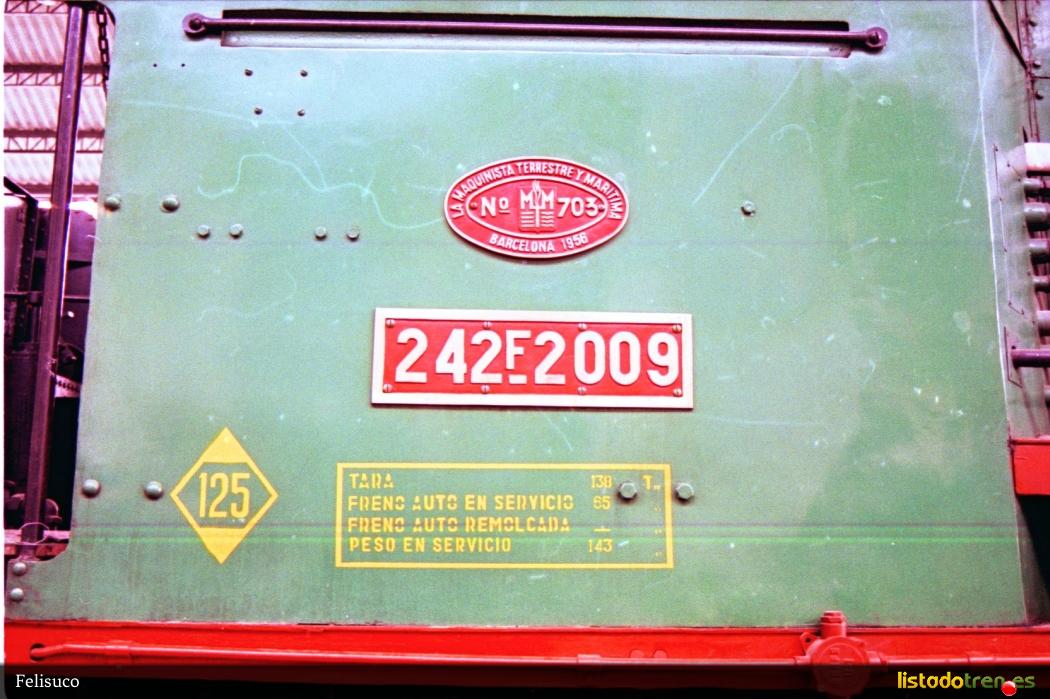 LA MAQUINISTA TERRESTRE Y MARITIMA
Nº MTM 703
BARCELONA 1956
242F2009
125
TARA 138 T.
FRENO AUTO EN SERVICIO 65 "
FRENO AUTO REMOLCADA — "
PESO EN SERVICIO 143 "
Felisuco
listadotren.es